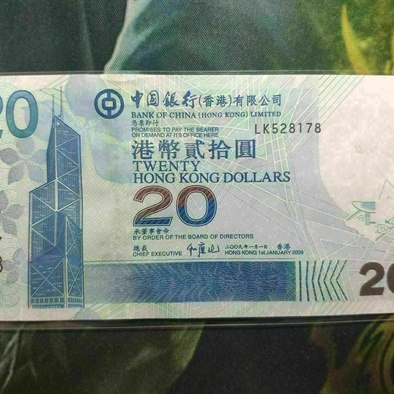 20
中國銀行(香港)有限公司
BANK OF CHINA (HONG KONG) LIMITED
憑票即付
PROMISES TO PAY THE BEARER
ON DEMAND AT ITS OFFICE HERE
LK528178
港幣貳拾圓
TWENTY
HONG KONG DOLLARS
20
承董事會命
BY ORDER OF THE BOARD OF DIRECTORS
總裁
CHIEF EXECUTIVE
二〇〇九年一月一日 香港
HONG KONG 1st JANUARY 2009
20